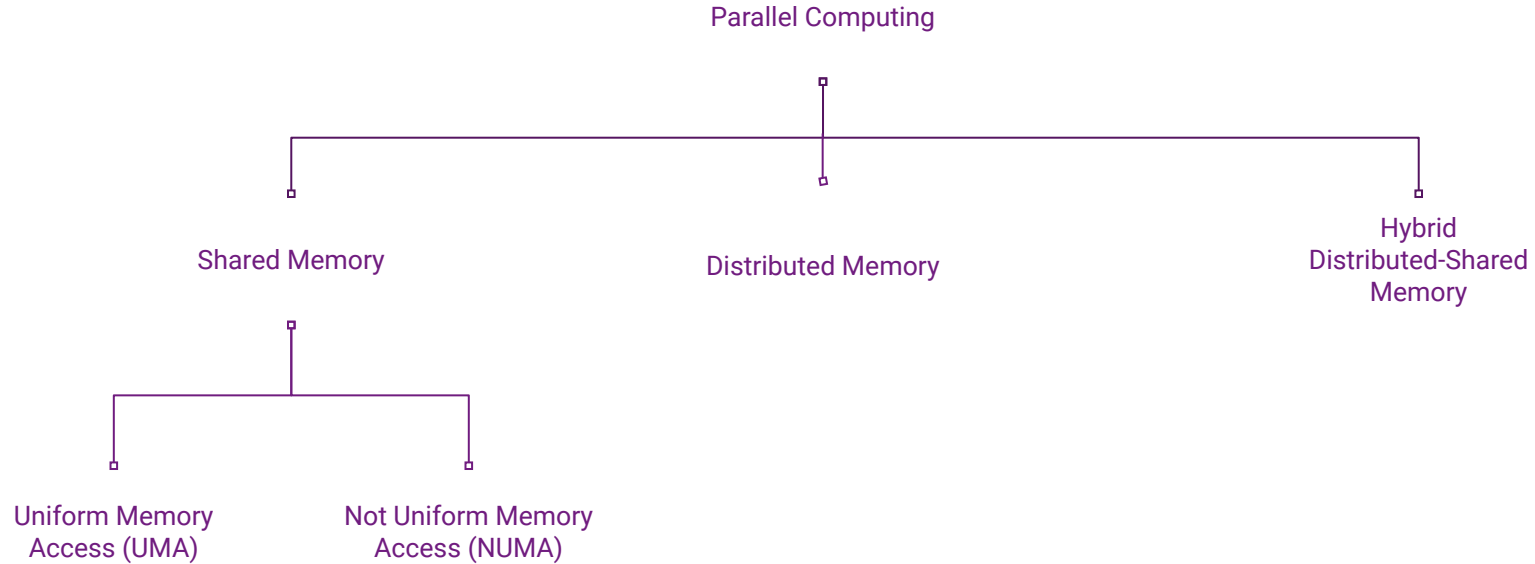 Parallel Computing
Shared Memory
Distributed Memory
Hybrid
Distributed-Shared
Memory
Uniform Memory
Access (UMA)
Not Uniform Memory
Access (NUMA)